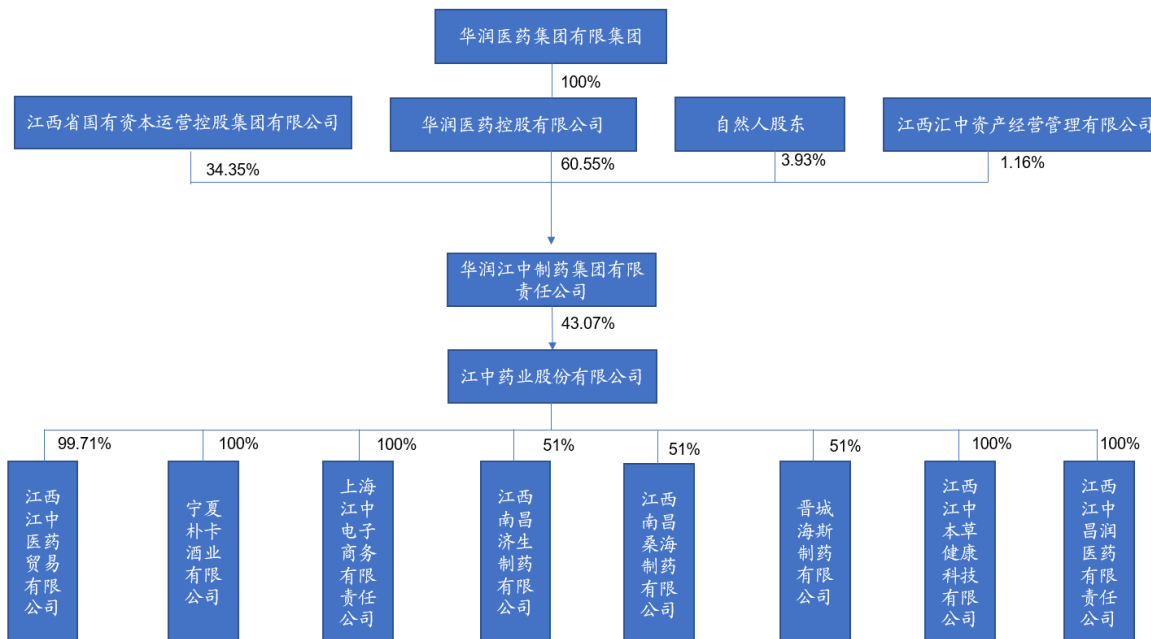 华润医药集团有限集团
100%
江西省国有资本运营控股集团有限公司
华润医药控股有限公司
自然人股东
江西汇中资产经营管理有限公司
34.35%
60.55%
3.93%
1.16%
华润江中制药集团有限
责任公司
43.07%
江中药业股份有限公司
99.71%
100%
100%
51%
51%
51%
100%
100%
江西
江中
医药
贸易
有限
公司
宁夏
朴卡
酒业
有限
公司
上海
江中
电子
商务
有限
责任
公司
江西
南昌
济生
制药
有限
公司
江西
南昌
桑海
制药
有限
公司
晋城
海斯
制药
有限
公司
江西
江中
本草
健康
科技
有限
公司
江西
江中
昌润
医药
有限
责任
公司